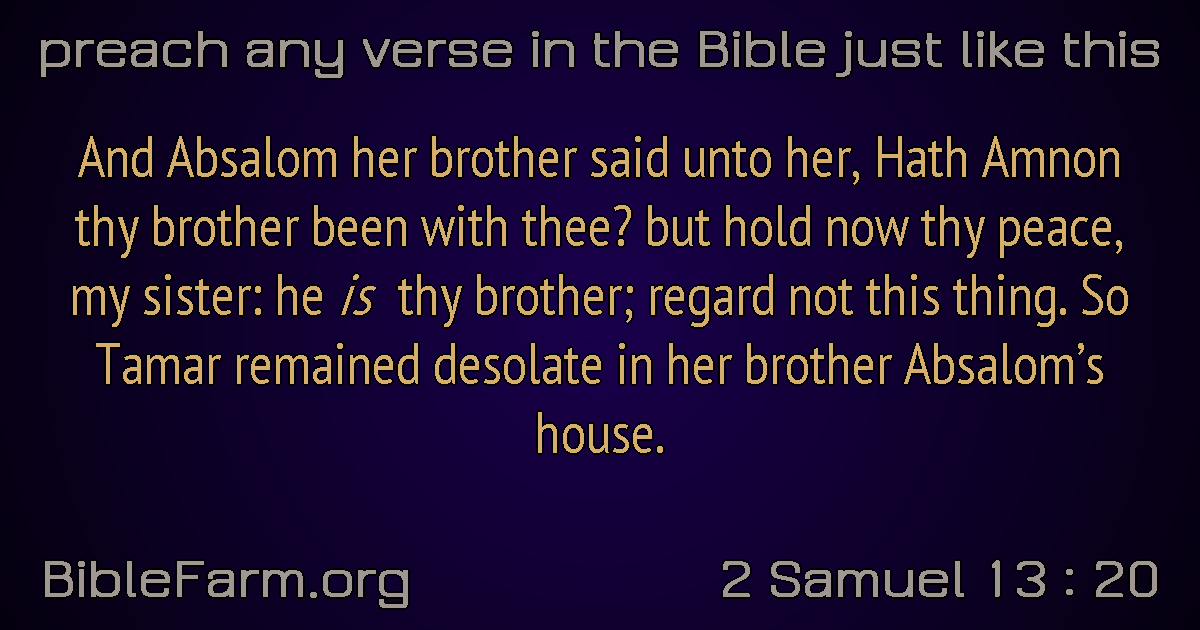 preach any verse in the Bible just like this
And Absalom her brother said unto her, Hath Amnon
thy brother been with thee? but hold now thy peace,
my sister: he is thy brother; regard not this thing. So
Tamar remained desolate in her brother Absalom’s
house.
BibleFarm.org
2 Samuel 13 : 20